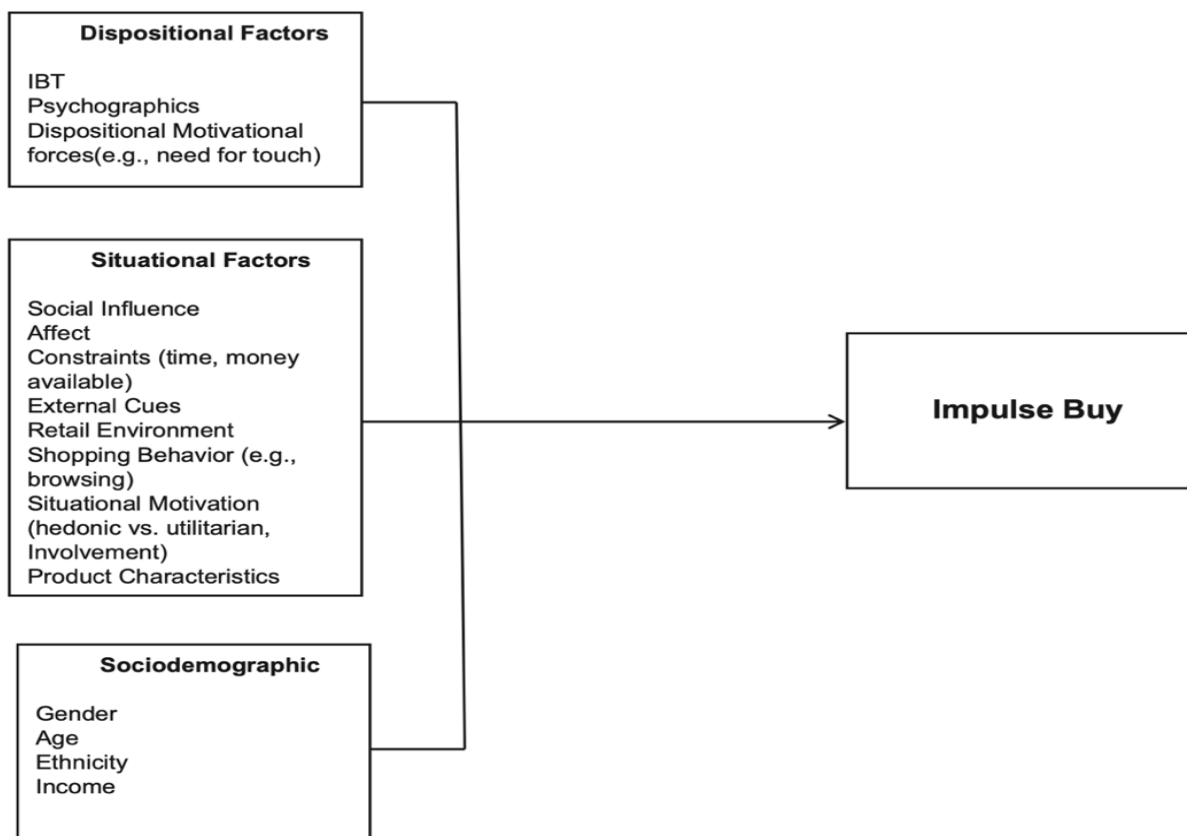 Dispositional Factors
IBT
Psychographics
Dispositional Motivational
forces(e.g., need for touch)
Situational Factors
Social Influence
Affect
Constraints (time, money
available)
External Cues
Retail Environment
Shopping Behavior (e.g.,
browsing)
Situational Motivation
(hedonic vs. utilitarian,
Involvement)
Product Characteristics
Sociodemographic
Gender
Age
Ethnicity
Income
Impulse Buy